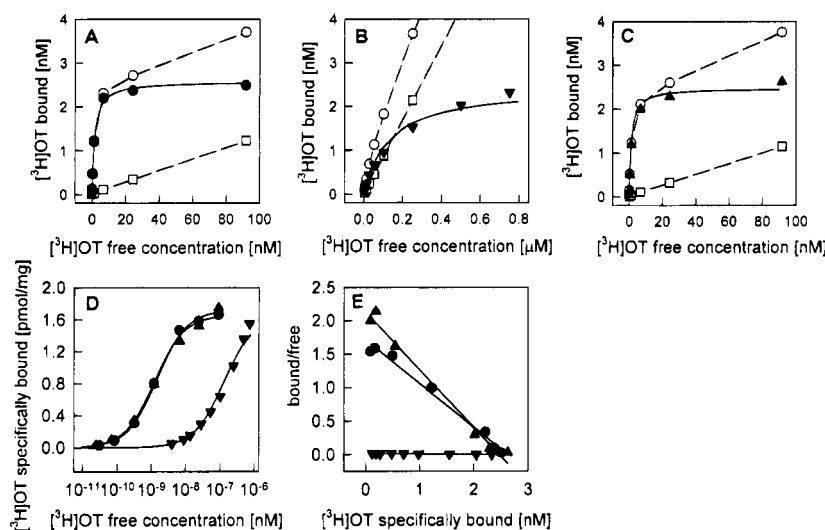 A
[³H]OT bound [nM]
4
3
2
1
0
0 20 40 60 80 100
[³H]OT free concentration [nM]
B
[³H]OT bound [nM]
4
3
2
1
0
0.0 0.2 0.4 0.6 0.8
[³H]OT free concentration [µM]
C
[³H]OT bound [nM]
4
3
2
1
0
0 20 40 60 80 100
[³H]OT free concentration [nM]
D
[³H]OT specifically bound [pmol/mg]
2.0
1.6
1.2
0.8
0.4
0.0
10⁻¹¹ 10⁻¹⁰ 10⁻⁹ 10⁻⁸ 10⁻⁷ 10⁻⁶
[³H]OT free concentration [nM]
E
bound/free
2.5
2.0
1.5
1.0
0.5
0.0
0 1 2 3
[³H]OT specifically bound [nM]